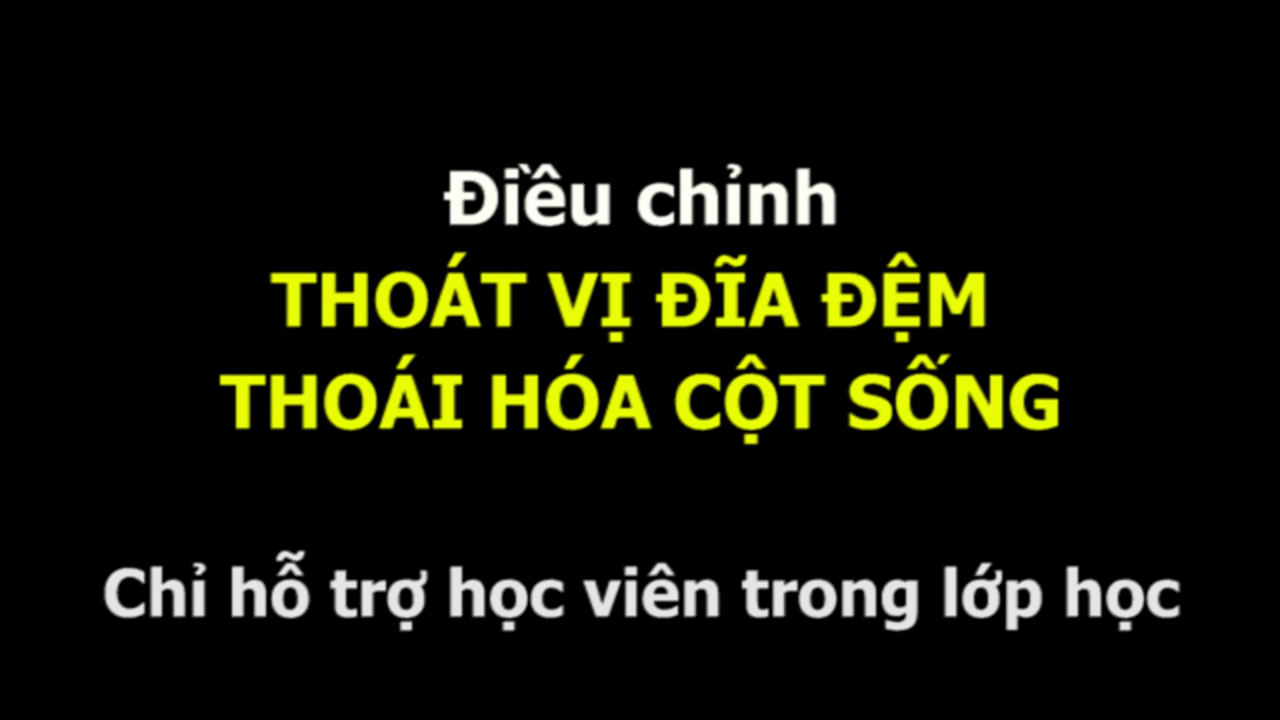 Điều chỉnh
THOÁT VỊ ĐĨA ĐỆM
THOÁI HÓA CỘT SỐNG
Chỉ hỗ trợ học viên trong lớp học